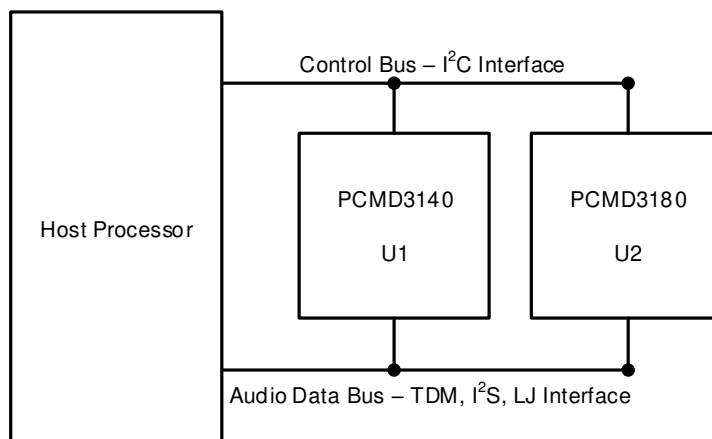 Control Bus – I²C Interface
PCMD3140
PCMD3180
Host Processor
U1
U2
Audio Data Bus – TDM, I²S, LJ Interface